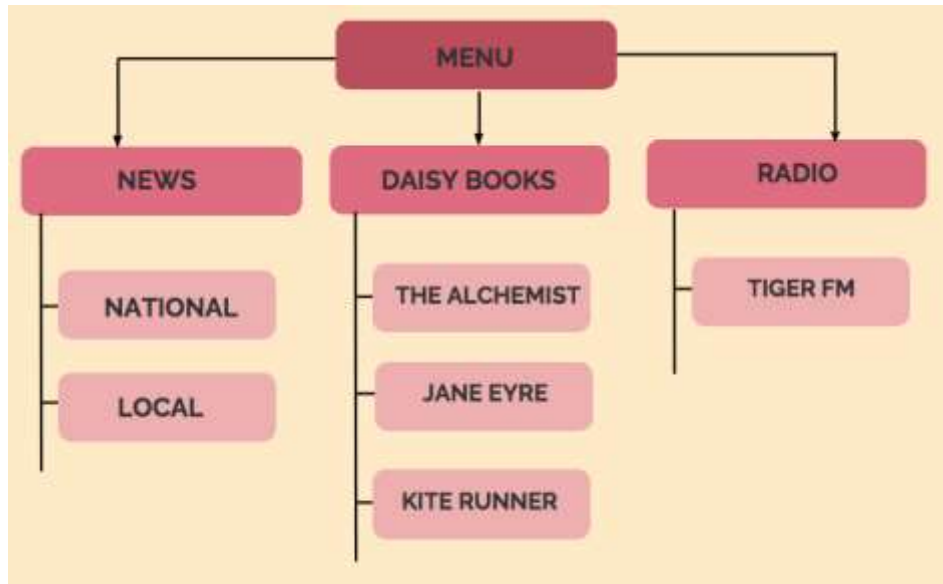 MENU
NEWS
DAISY BOOKS
RADIO
NATIONAL
LOCAL
THE ALCHEMIST
JANE EYRE
KITE RUNNER
TIGER FM